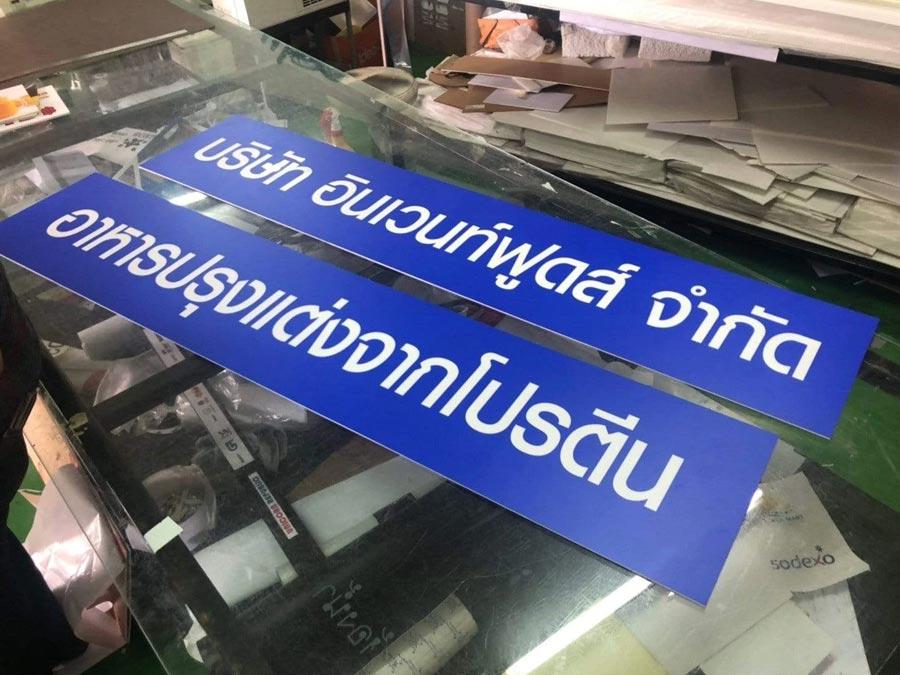 บริษัท อินเวนท์ฟูดส์ จำกัด
อาหารปรุงแต่งจากโปรตีน
sodexo